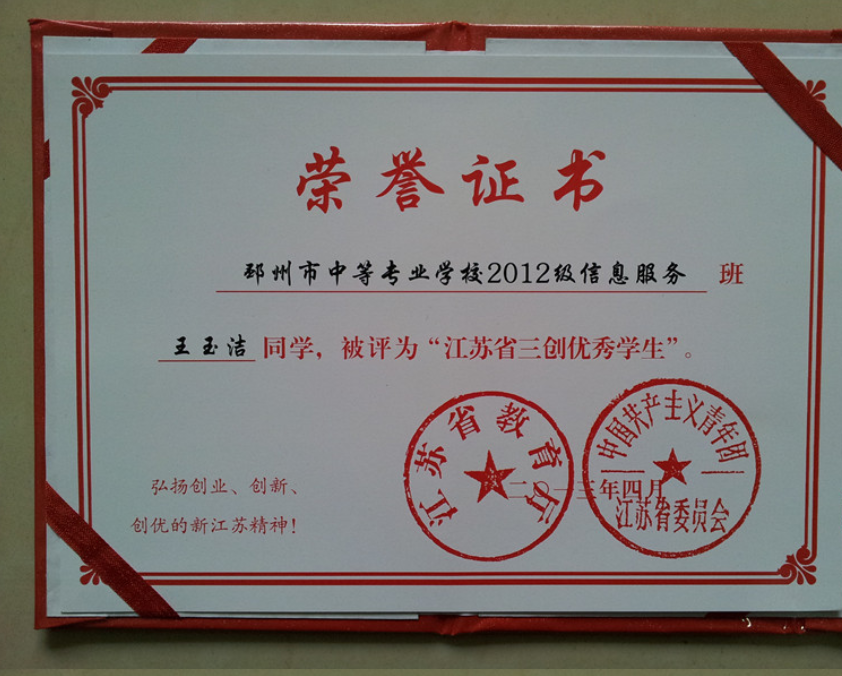 荣誉证书
邳州市中等专业学校2012级信息服务 班
王玉洁 同学，被评为“江苏省三创优秀学生”。
江苏省教育厅
中国共产主义青年团
江苏省委员会
二〇一三年四月
弘扬创业、创新、
创优的新江苏精神！